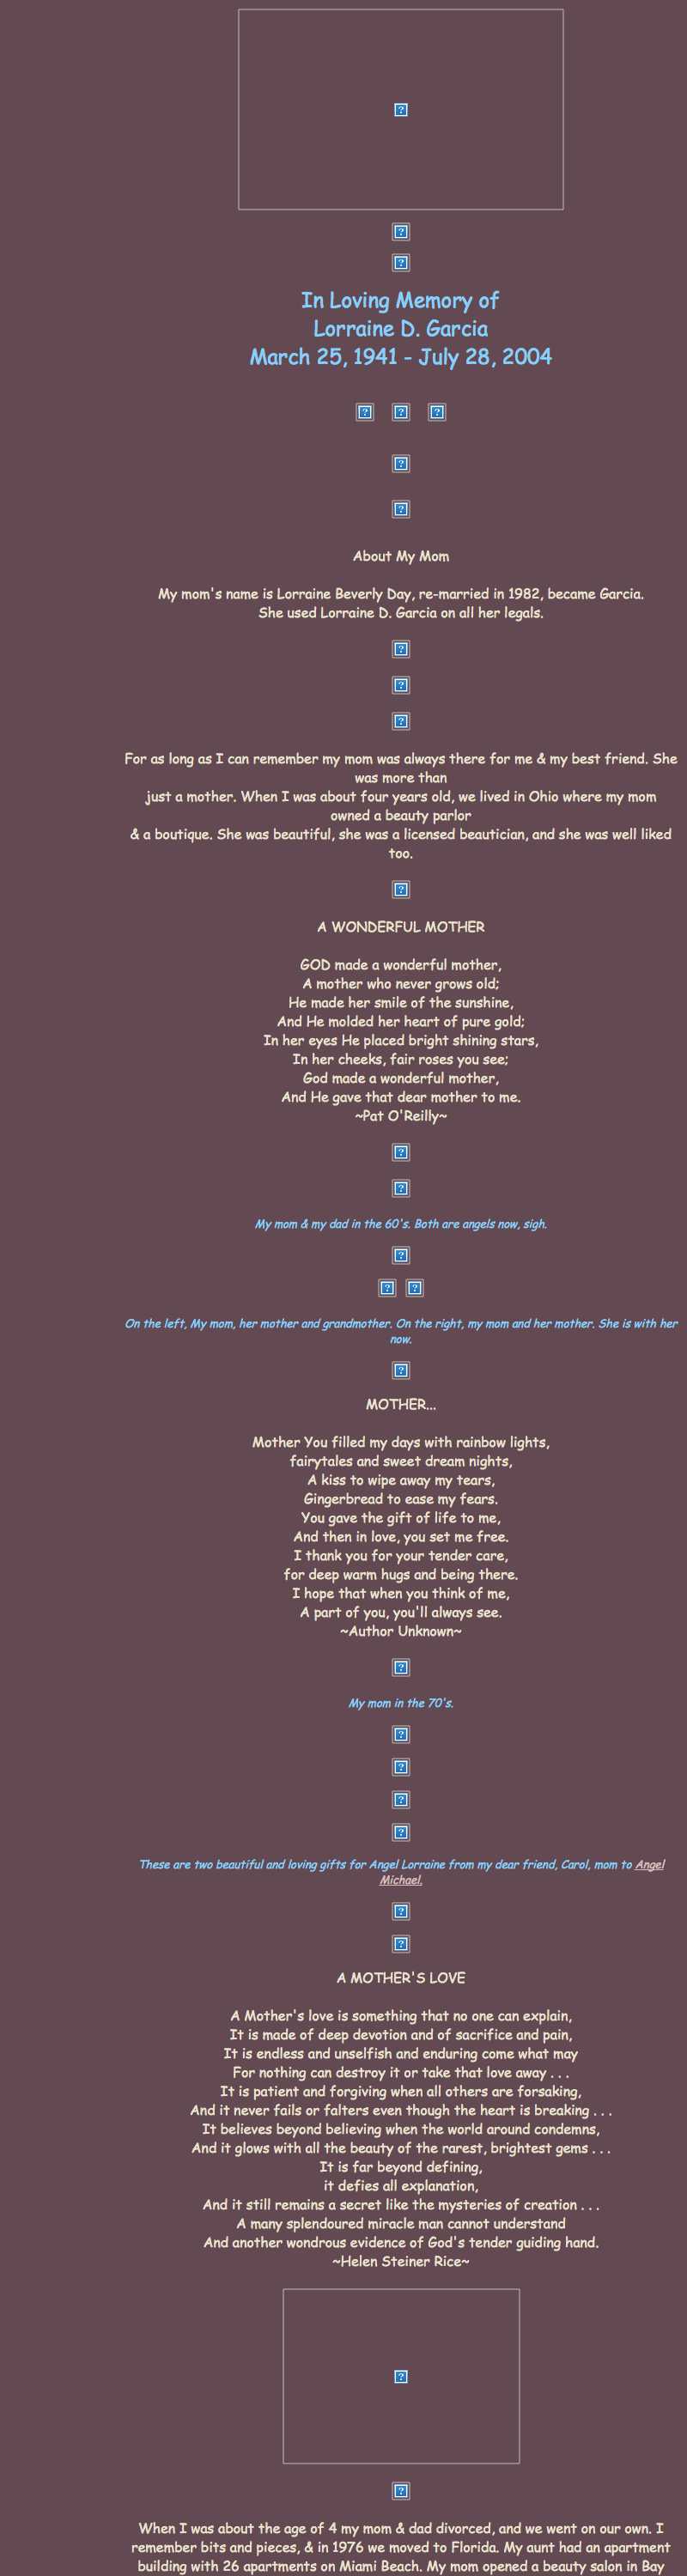 In Loving Memory of
Lorraine D. Garcia
March 25, 1941 - July 28, 2004
About My Mom
My mom's name is Lorraine Beverly Day, re-married in 1982, became Garcia.
She used Lorraine D. Garcia on all her legals.
For as long as I can remember my mom was always there for me & my best friend. She
was more than
just a mother. When I was about four years old, we lived in Ohio where my mom
owned a beauty parlor
& a boutique. She was beautiful, she was a licensed beautician, and she was well liked
too.
A WONDERFUL MOTHER
GOD made a wonderful mother,
A mother who never grows old;
He made her smile of the sunshine,
And He molded her heart of pure gold;
In her eyes He placed bright shining stars,
In her cheeks, fair roses you see;
God made a wonderful mother,
And He gave that dear mother to me.
~Pat O'Reilly~
My mom & my dad in the 60's. Both are angels now, sigh.
On the left, My mom, her mother and grandmother. On the right, my mom and her mother. She is with her
now.
MOTHER...
Mother You filled my days with rainbow lights,
fairytales and sweet dream nights,
A kiss to wipe away my tears,
Gingerbread to ease my fears.
You gave the gift of life to me,
And then in love, you set me free.
I thank you for your tender care,
for deep warm hugs and being there.
I hope that when you think of me,
A part of you, you'll always see.
~Author Unknown~
My mom in the 70's.
These are two beautiful and loving gifts for Angel Lorraine from my dear friend, Carol, mom to Angel
Michael.
A MOTHER'S LOVE
A Mother's love is something that no one can explain,
It is made of deep devotion and of sacrifice and pain,
It is endless and unselfish and enduring come what may
For nothing can destroy it or take that love away . . .
It is patient and forgiving when all others are forsaking,
And it never fails or falters even though the heart is breaking . . .
It believes beyond believing when the world around condemns,
And it glows with all the beauty of the rarest, brightest gems . . .
It is far beyond defining,
it defies all explanation,
And it still remains a secret like the mysteries of creation . . .
A many splendoured miracle man cannot understand
And another wondrous evidence of God's tender guiding hand.
~Helen Steiner Rice~
When I was about the age of 4 my mom & dad divorced, and we went on our own. I
remember bits and pieces, & in 1976 we moved to Florida. My aunt had an apartment
building with 26 apartments on Miami Beach. My mom opened a beauty salon in Bay